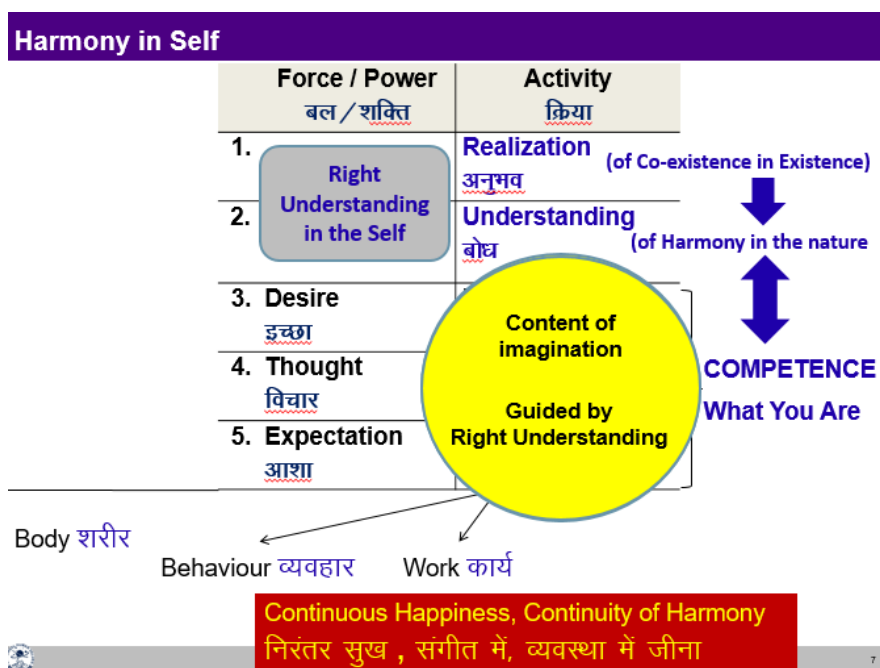 Harmony in Self
Force / Power
बल / शक्ति
Activity
क्रिया
1.
Right
Understanding
in the Self
Realization
अनुभव
(of Co-existence in Existence)
2.
Understanding
बोध
(of Harmony in the nature
3. Desire
इच्छा
4. Thought
विचार
5. Expectation
आशा
Content of
imagination
Guided by
Right Understanding
COMPETENCE
What You Are
Body शरीर
Behaviour व्यवहार
Work कार्य
Continuous Happiness, Continuity of Harmony
निरंतर सुख , संगीत में, व्यवस्था में जीना
7